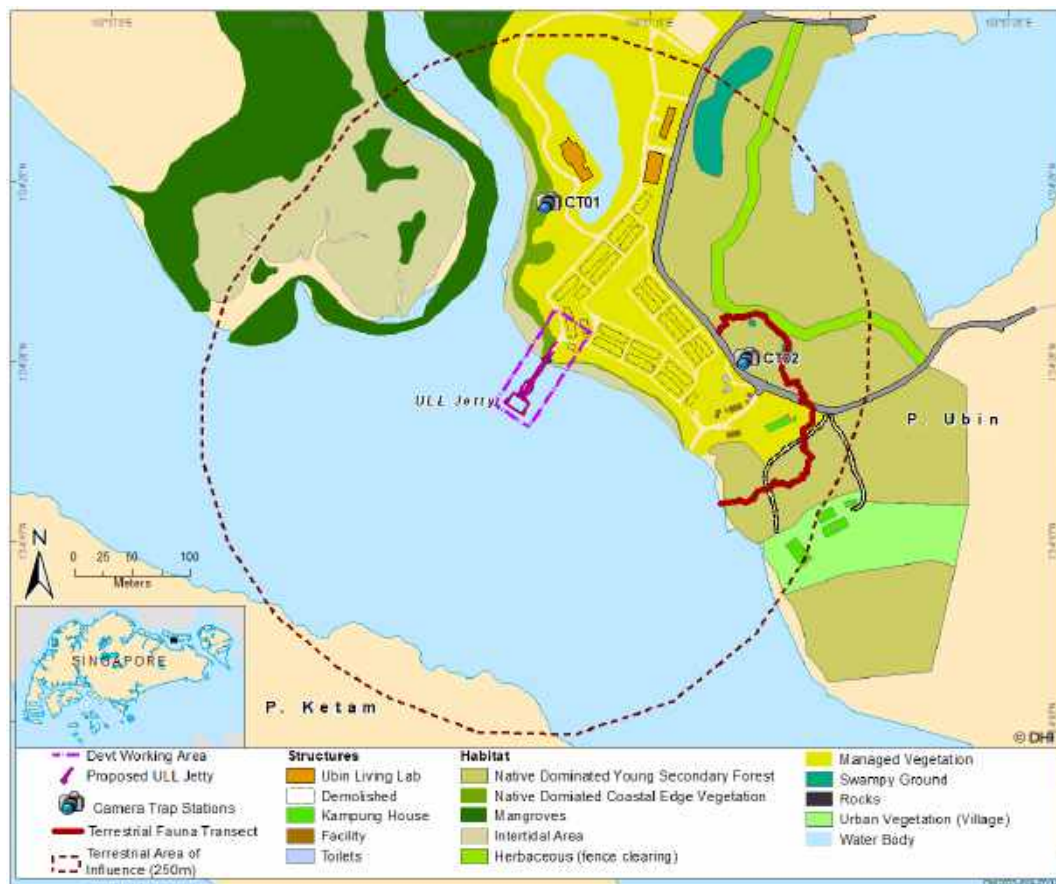 CT01
CT02
ULL Jetty
P. Ubin
N
0 25 50 100
Meters
SINGAPORE
P. Ketam
© DHI
Devt Working Area
Proposed ULL Jetty
Camera Trap Stations
Terrestrial Fauna Transect
Terrestrial Area of
Influence (250m)
Structures
Ubin Living Lab
Demolished
Kampung House
Facility
Toilets
Habitat
Native Dominated Young Secondary Forest
Native Domiated Coastal Edge Vegetation
Mangroves
Intertidal Area
Herbaceous (fence clearing)
Managed Vegetation
Swampy Ground
Rocks
Urban Vegetation (Village)
Water Body